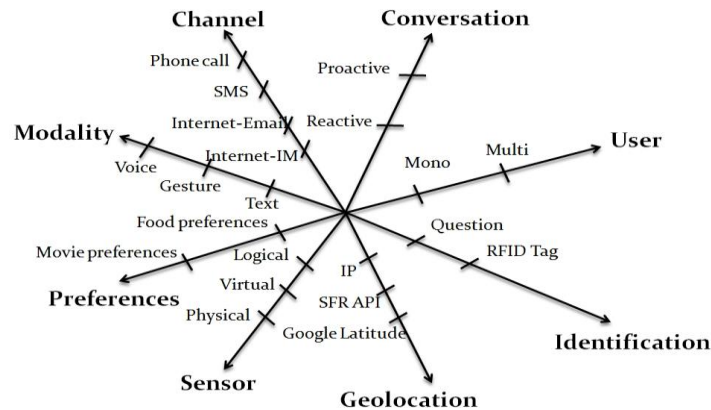 Channel
Conversation
Phone call
Proactive
SMS
Internet-Email
Reactive
Modality
User
Multi
Internet-IM
Mono
Voice
Gesture
Text
Food preferences
Question
Movie preferences
Logical
RFID Tag
IP
Virtual
Preferences
SFR API
Physical
Google Latitude
Identification
Sensor
Geolocation